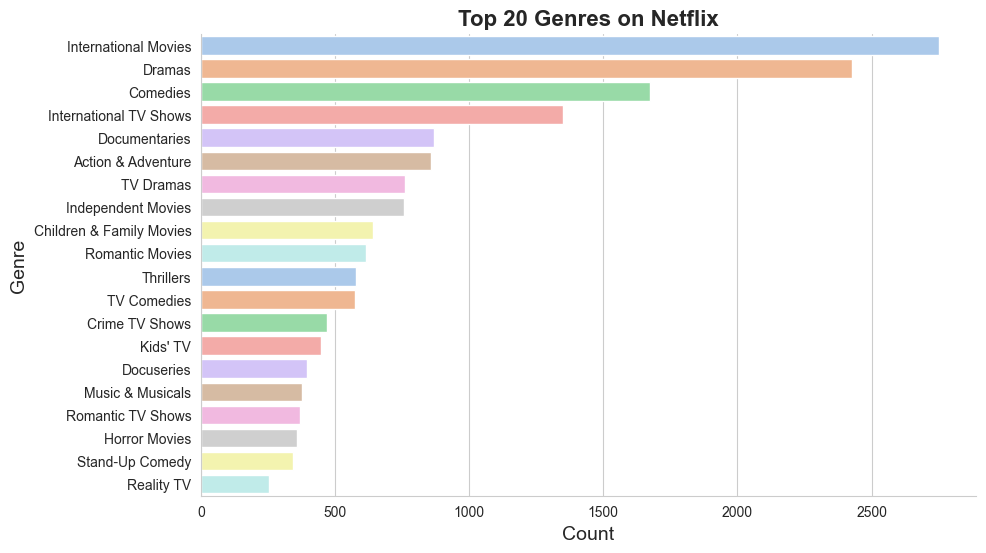 Top 20 Genres on Netflix
Genre
International Movies
Dramas
Comedies
International TV Shows
Documentaries
Action & Adventure
TV Dramas
Independent Movies
Children & Family Movies
Romantic Movies
Thrillers
TV Comedies
Crime TV Shows
Kids' TV
Docuseries
Music & Musicals
Romantic TV Shows
Horror Movies
Stand-Up Comedy
Reality TV
0 500 1000 1500 2000 2500
Count